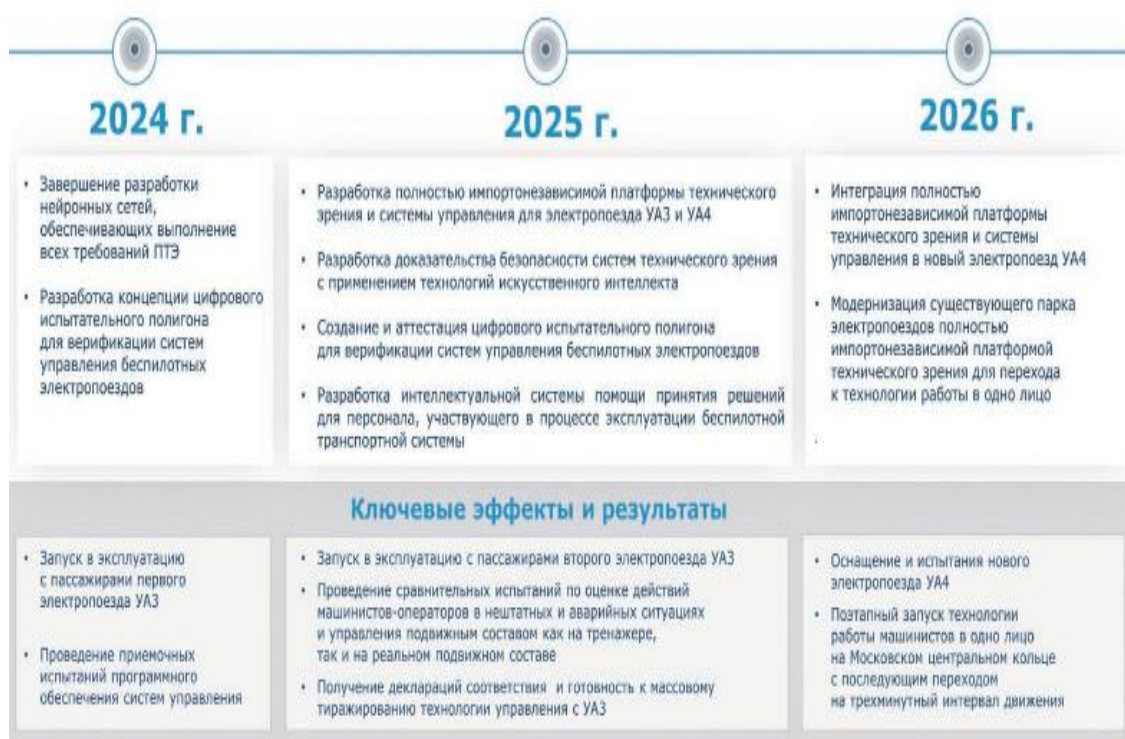 2024 г.
2025 г.
2026 г.
• Завершение разработки
нейронных сетей,
обеспечивающих выполнение
всех требований ПТЭ
• Разработка концепции цифрового
испытательного полигона
для верификации систем
управления беспилотных
электропоездов
• Разработка полностью импортонезависимой платформы технического
зрения и системы управления для электропоезда УА3 и УА4
• Разработка доказательства безопасности систем технического зрения
с применением технологий искусственного интеллекта
• Создание и аттестация цифрового испытательного полигона
для верификации систем управления беспилотных электропоездов
• Разработка интеллектуальной системы помощи принятия решений
для персонала, участвующего в процессе эксплуатации беспилотной
транспортной системы
• Интеграция полностью
импортонезависимой платформы
технического зрения и системы
управления в новый электропоезд УА4
• Модернизация существующего парка
электропоездов полностью
импортонезависимой платформой
технического зрения для перехода
к технологии работы в одно лицо
.
Ключевые эффекты и результаты
• Запуск в эксплуатацию
с пассажирами первого
электропоезда УА3
• Проведение приемочных
испытаний программного
обеспечения систем управления
• Запуск в эксплуатацию с пассажирами второго электропоезда УА3
• Проведение сравнительных испытаний по оценке действий
машинистов-операторов в нештатных и аварийных ситуациях
и управления подвижным составом как на тренажере,
так и на реальном подвижном составе
• Получение деклараций соответствия и готовность к массовому
тиражированию технологии управления с УА3
• Оснащение и испытания нового
электропоезда УА4
• Поэтапный запуск технологии
работы машинистов в одно лицо
на Московском центральном кольце
с последующим переходом
на трехминутный интервал движения